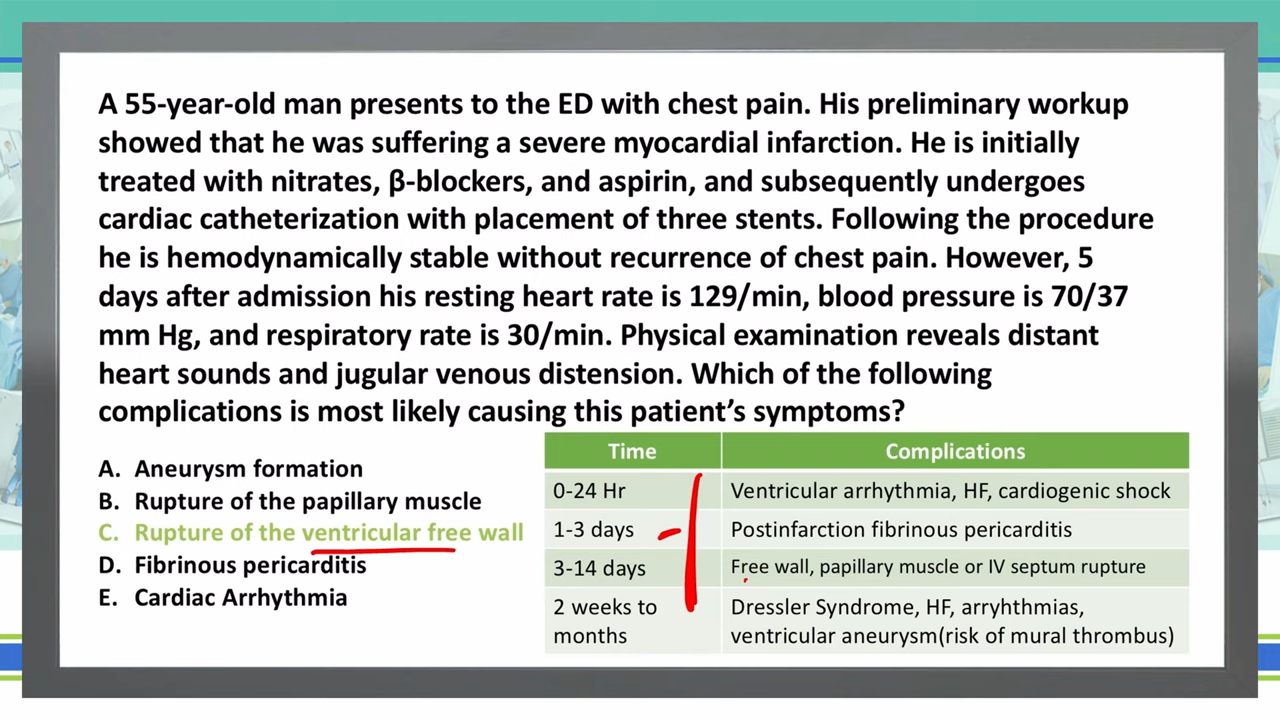 A 55-year-old man presents to the ED with chest pain. His preliminary workup
showed that he was suffering a severe myocardial infarction. He is initially
treated with nitrates, β-blockers, and aspirin, and subsequently undergoes
cardiac catheterization with placement of three stents. Following the procedure
he is hemodynamically stable without recurrence of chest pain. However, 5
days after admission his resting heart rate is 129/min, blood pressure is 70/37
mm Hg, and respiratory rate is 30/min. Physical examination reveals distant
heart sounds and jugular venous distension. Which of the following
complications is most likely causing this patient’s symptoms?
A. Aneurysm formation
B. Rupture of the papillary muscle
C. Rupture of the ventricular free wall
D. Fibrinous pericarditis
E. Cardiac Arrhythmia
Time Complications
0-24 Hr Ventricular arrhythmia, HF, cardiogenic shock
1-3 days Postinfarction fibrinous pericarditis
3-14 days Free wall, papillary muscle or IV septum rupture
2 weeks to Dressler Syndrome, HF, arryhthmias,
months ventricular aneurysm(risk of mural thrombus)